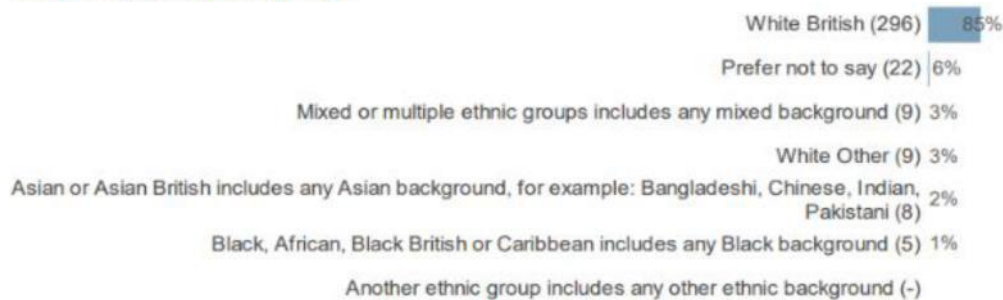 White British (296) 85%
Prefer not to say (22) 6%
Mixed or multiple ethnic groups includes any mixed background (9) 3%
White Other (9) 3%
Asian or Asian British includes any Asian background, for example: Bangladeshi, Chinese, Indian,
Pakistani (8) 2%
Black, African, Black British or Caribbean includes any Black background (5) 1%
Another ethnic group includes any other ethnic background (-)